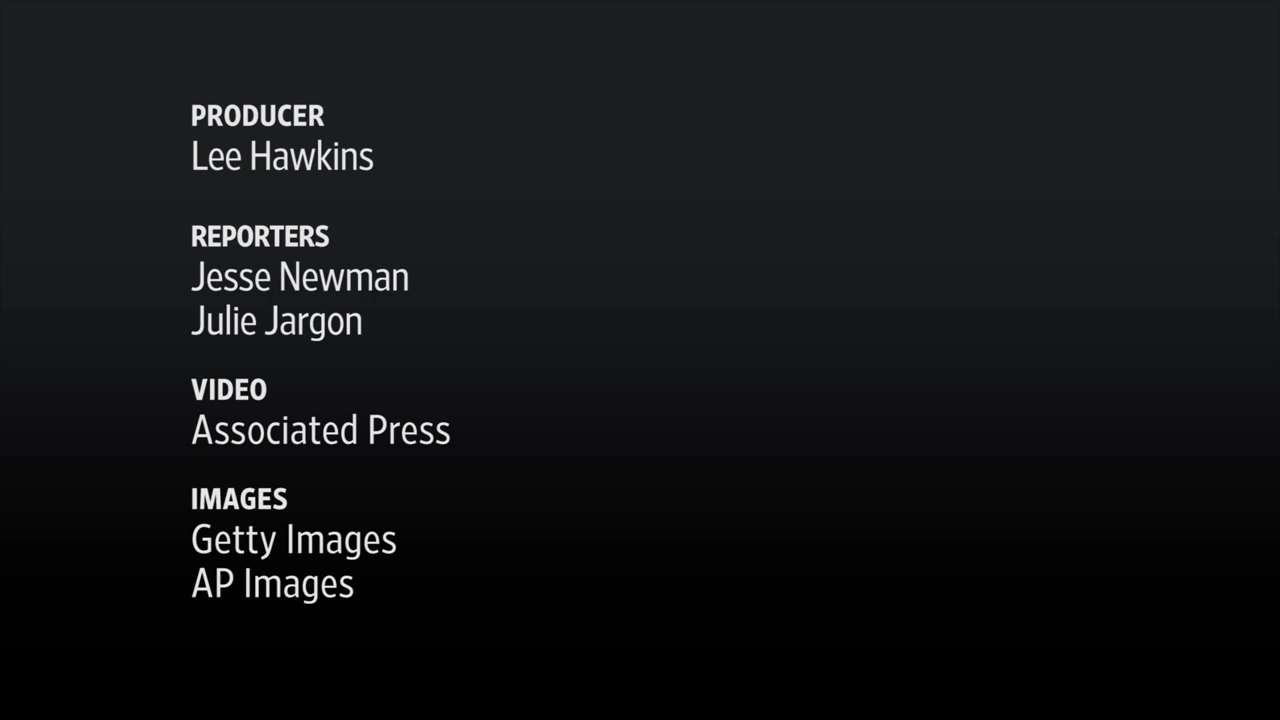 PRODUCER
Lee Hawkins
REPORTERS
Jesse Newman
Julie Jargon
VIDEO
Associated Press
IMAGES
Getty Images
AP Images